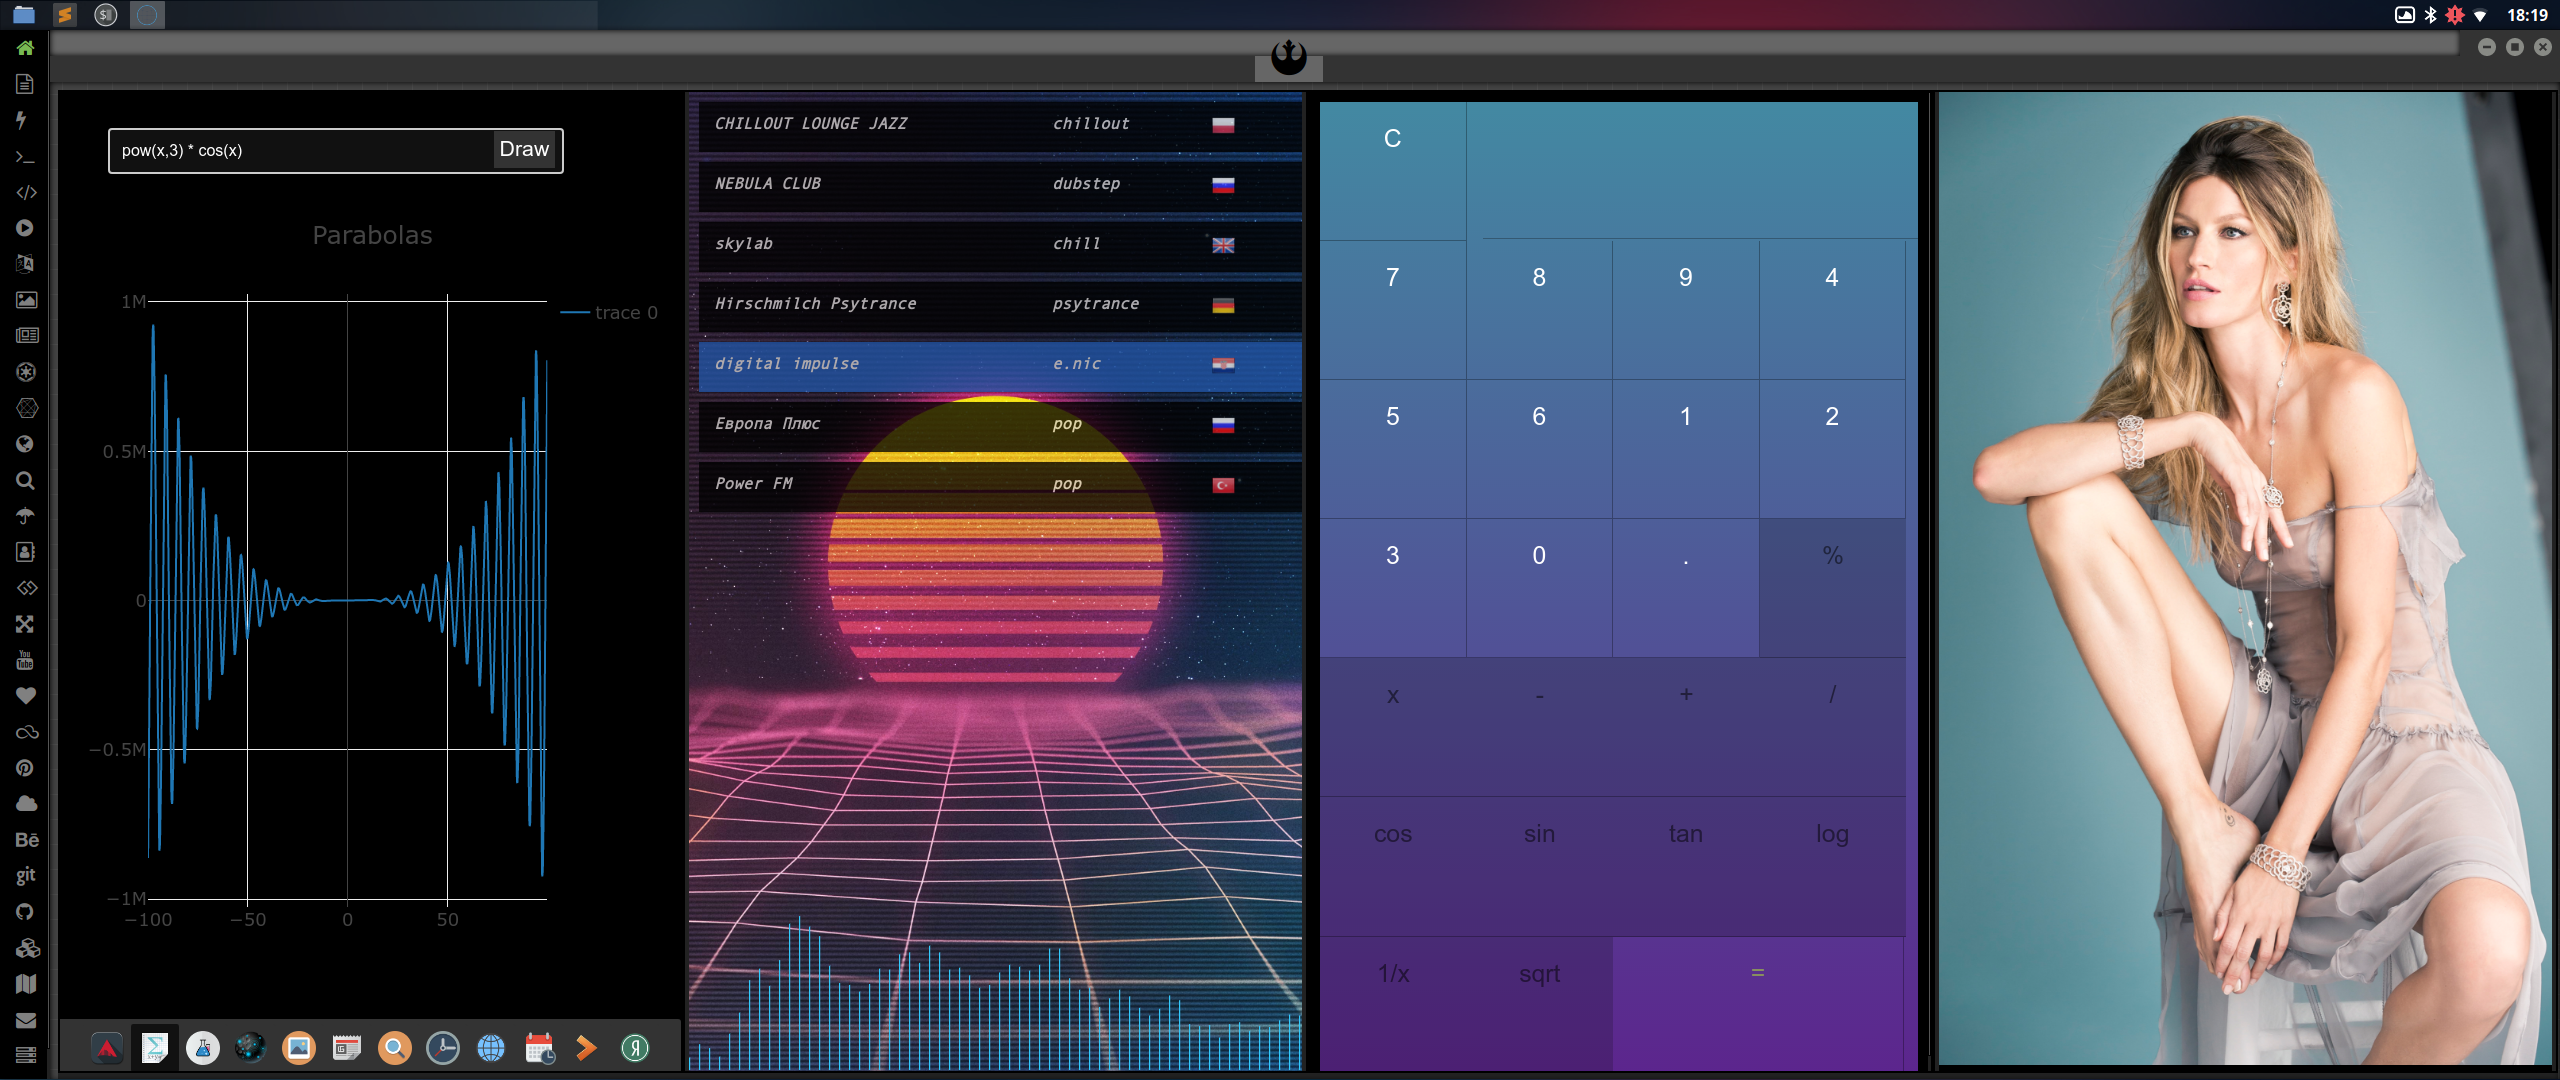 18:19
pow(x,3) * cos(x) Draw
Parabolas
1M
trace 0
0.5M
0
−0.5M
−1M
−100 −50 0 50
CHILLOUT LOUNGE JAZZ chillout
NEBULA CLUB dubstep
skylab chill
Hirschmilch Psytrance psytrance
digital impulse e.nic
Европа Плюс pop
Power FM pop
C
7 8 9 4
5 6 1 2
3 0 . %
x - + /
cos sin tan log
1/x sqrt =
You
Tube
Bē
git
Я